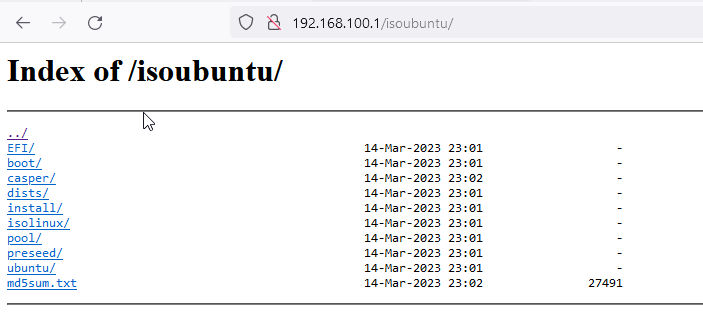 192.168.100.1/isoubuntu/
Index of /isoubuntu/
../
EFI/ 14-Mar-2023 23:01 -
boot/ 14-Mar-2023 23:01 -
casper/ 14-Mar-2023 23:02 -
dists/ 14-Mar-2023 23:01 -
install/ 14-Mar-2023 23:01 -
isolinux/ 14-Mar-2023 23:01 -
pool/ 14-Mar-2023 23:01 -
preseed/ 14-Mar-2023 23:01 -
ubuntu/ 14-Mar-2023 23:01 -
md5sum.txt 14-Mar-2023 23:02 27491